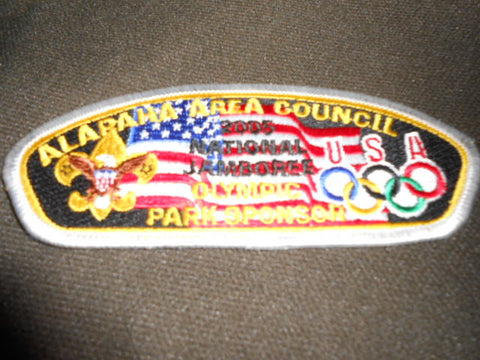 ALAPAHA AREA COUNCIL
2005
NATIONAL
JAMBOREE
OLYMPIC
PARK SPONSOR
USA